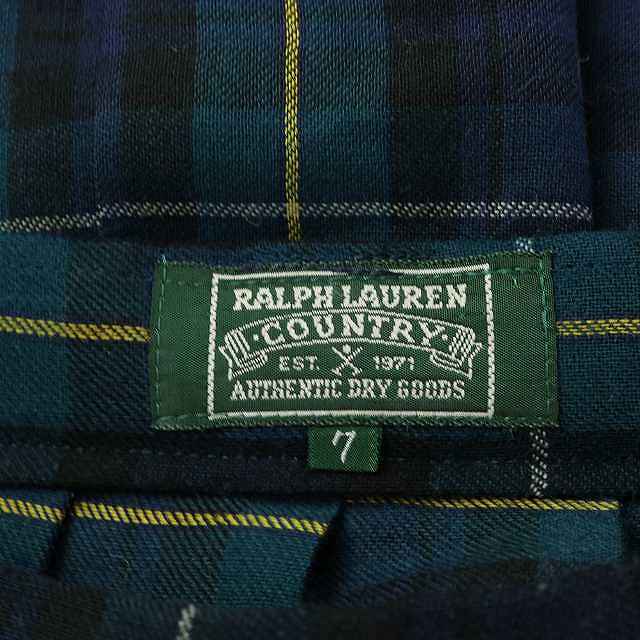 RALPH LAUREN
COUNTRY
EST. 1971
AUTHENTIC DRY GOODS
7